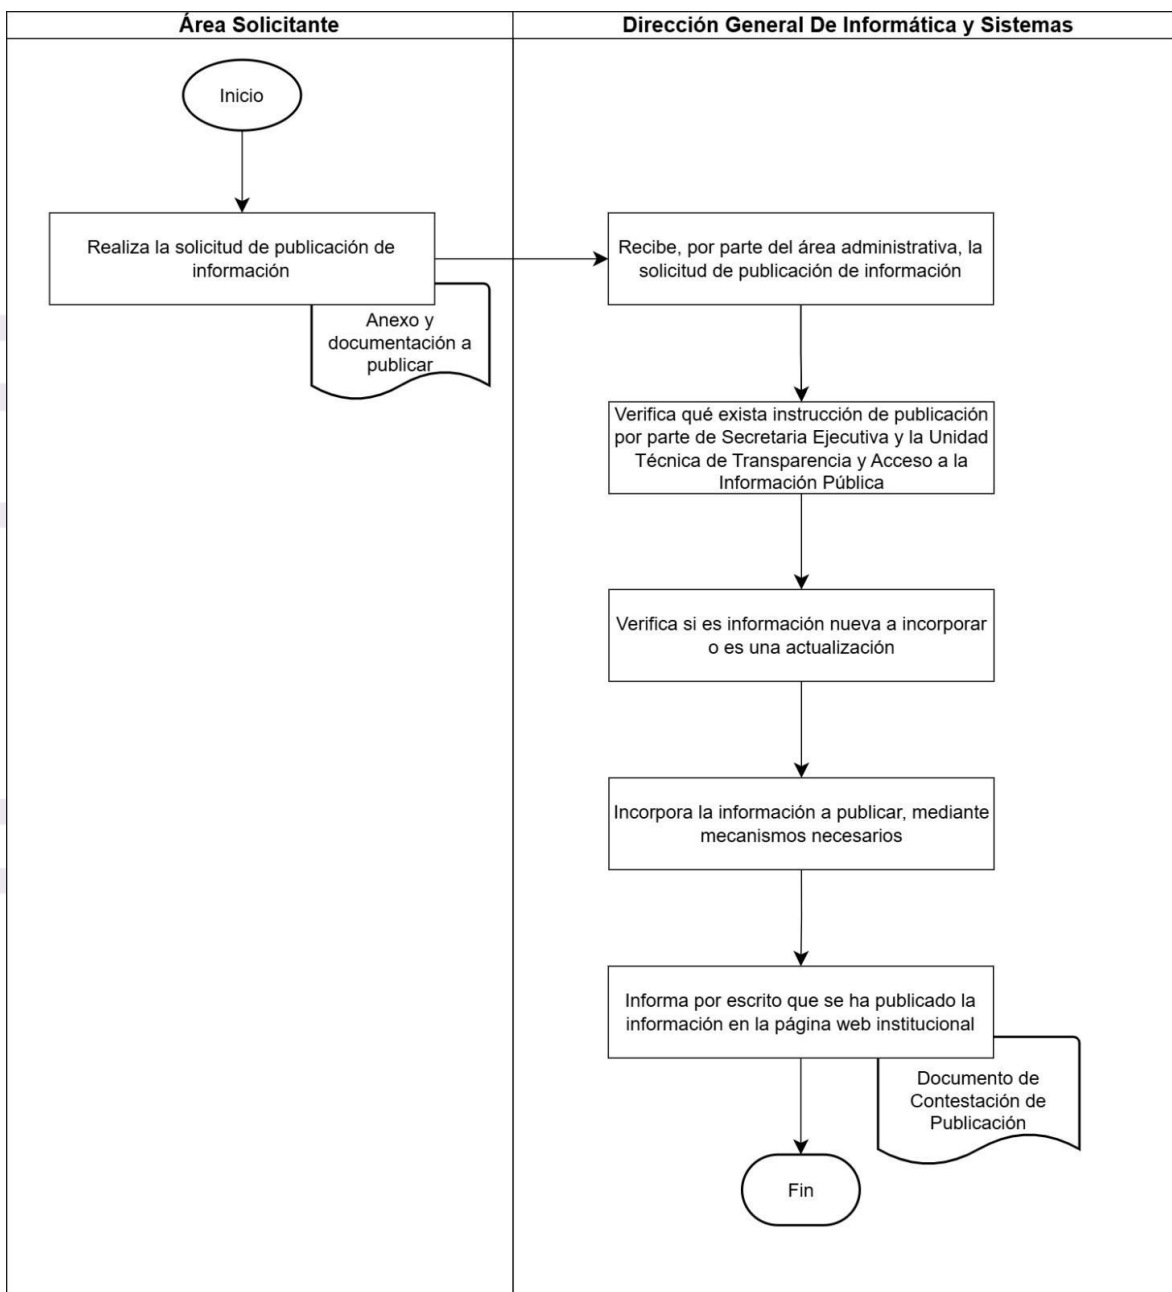 Área Solicitante
Dirección General De Informática y Sistemas
Inicio
Realiza la solicitud de publicación de
información
Anexo y
documentación a
publicar
Recibe, por parte del área administrativa, la
solicitud de publicación de información
Verifica qué exista instrucción de publicación
por parte de Secretaria Ejecutiva y la Unidad
Técnica de Transparencia y Acceso a la
Información Pública
Verifica si es información nueva a incorporar
o es una actualización
Incorpora la información a publicar, mediante
mecanismos necesarios
Informa por escrito que se ha publicado la
información en la página web institucional
Documento de
Contestación de
Publicación
Fin